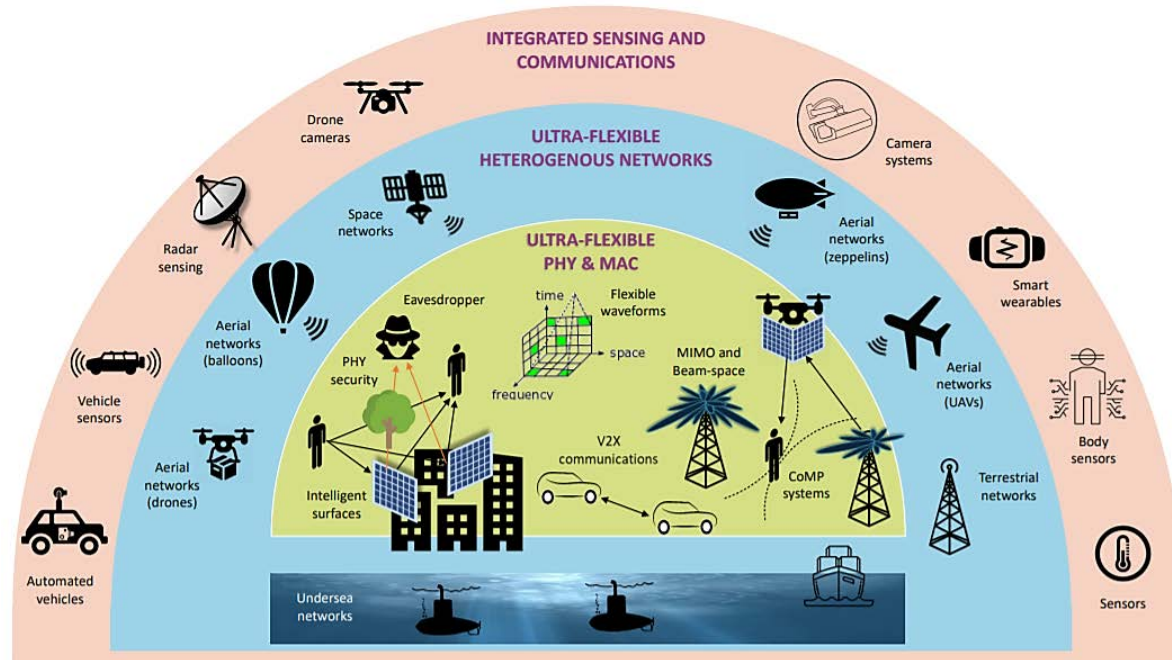 INTEGRATED SENSING AND
COMMUNICATIONS
Drone
cameras
Camera
systems
ULTRA-FLEXIBLE
HETEROGENOUS NETWORKS
Radar
sensing
Space
networks
Aerial
networks
(zeppelins)
Smart
wearables
ULTRA-FLEXIBLE
PHY & MAC
Eavesdropper
time
Flexible
waveforms
space
frequency
Aerial networks
(balloons)
PHY
security
MIMO and
Beam-space
Aerial
networks
(UAVs)
Vehicle
sensors
Body
sensors
Aerial
networks
(drones)
V2X
communications
Intelligent
surfaces
CoMP
systems
Terrestrial
networks
Automated
vehicles
Sensors
Undersea
networks